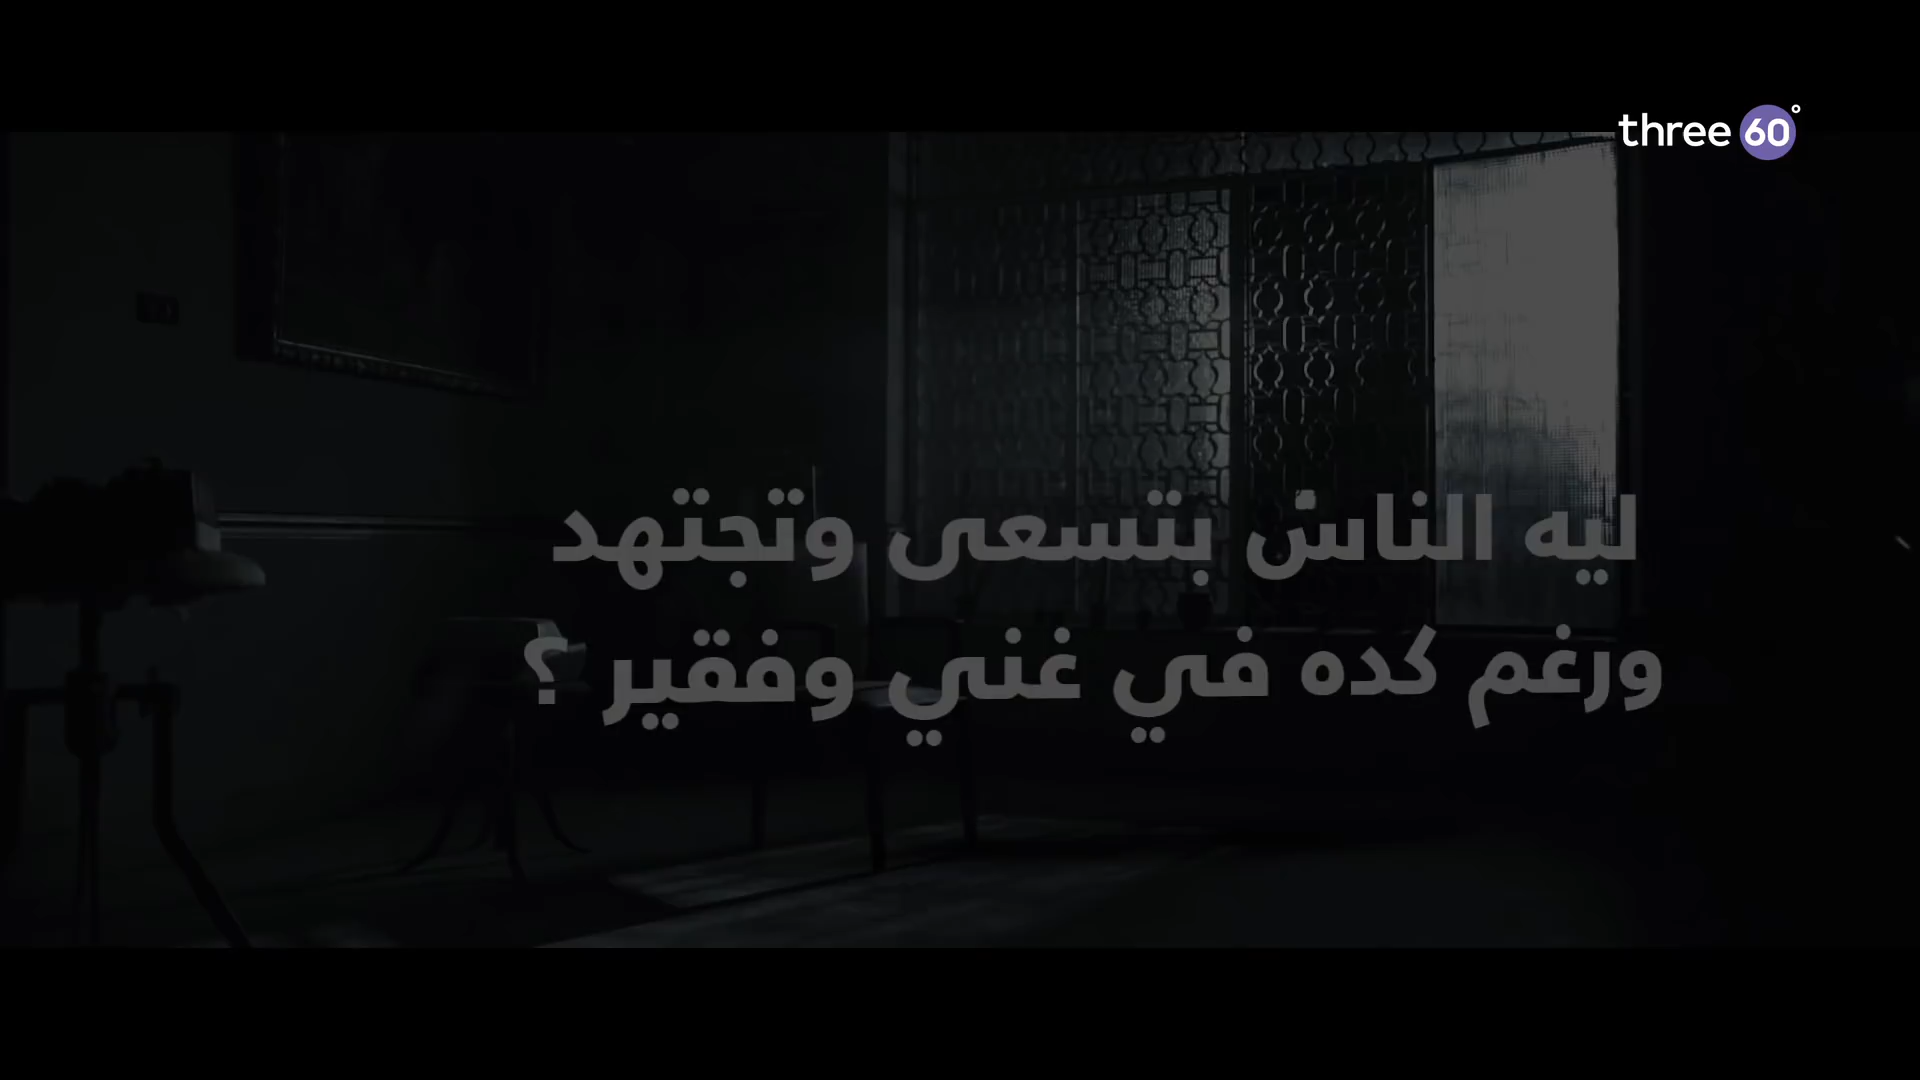 three 60°
ليه الناس بتسعى وتجتهد
ورغم كده في غني وفقير ؟